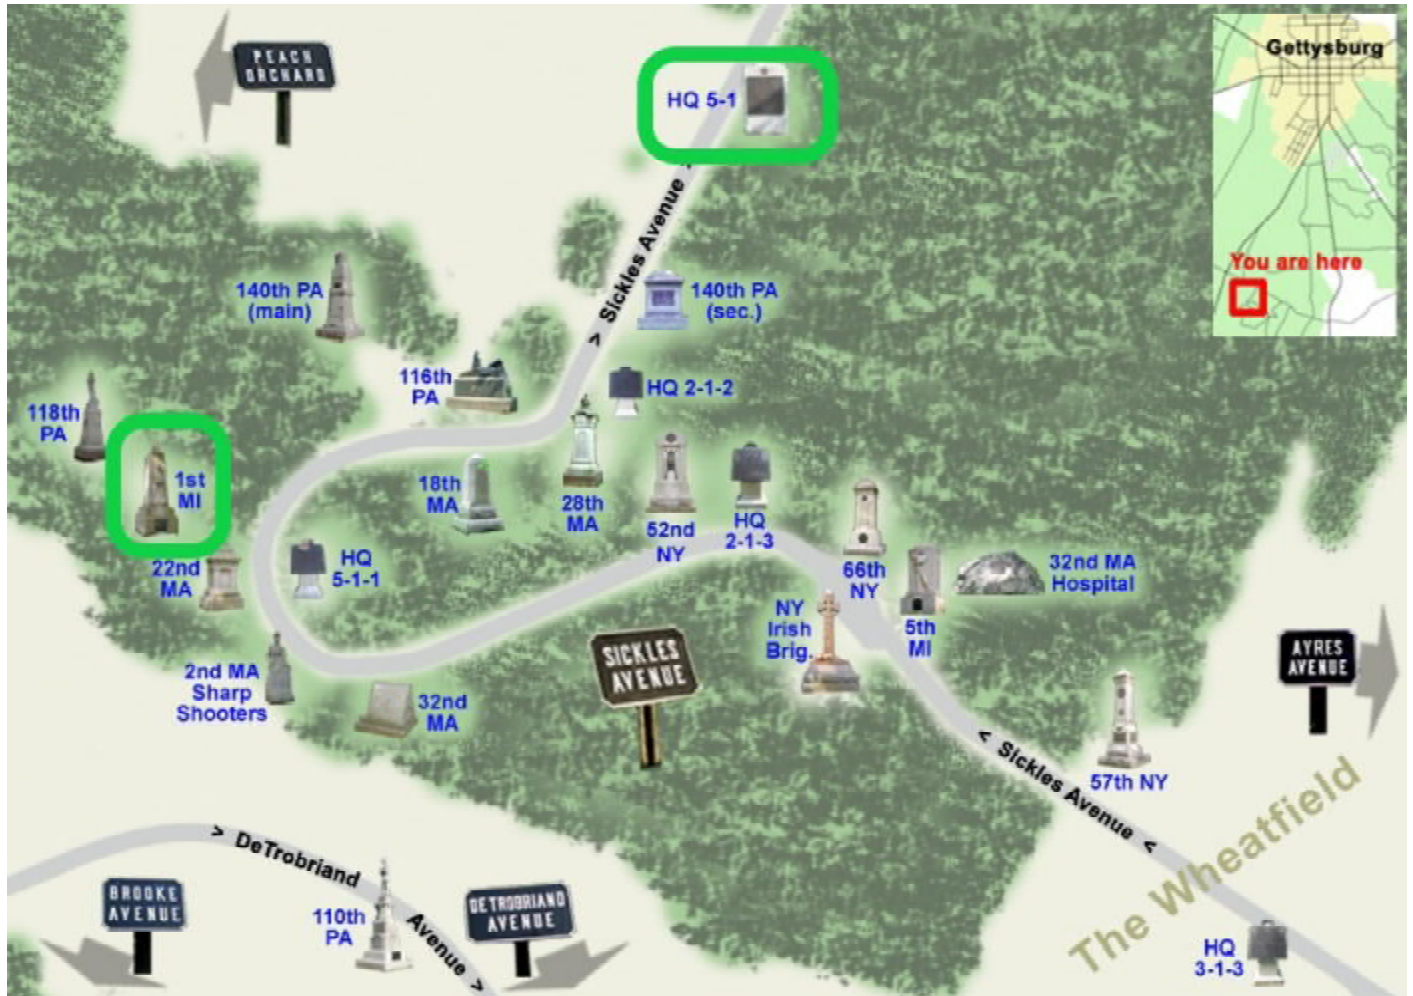 PEACH
ORCHARD
HQ 5-1
Gettysburg
You are here
> Sickles Avenue >
140th PA
(main)
140th PA
(sec.)
116th
PA
HQ 2-1-2
118th
PA
1st
MI
18th
MA
28th
MA
52nd
NY
HQ
2-1-3
22nd
MA
HQ
5-1-1
66th
NY
32nd MA
Hospital
NY
Irish
Brig.
5th
MI
SICKLES
AVENUE
AYRES
AVENUE
2nd MA
Sharp
Shooters
32nd
MA
< Sickles Avenue <
57th NY
The Wheatfield
> DeTrobriand Avenue >
BROOKE
AVENUE
110th
PA
DETROBRIAND
AVENUE
HQ
3-1-3